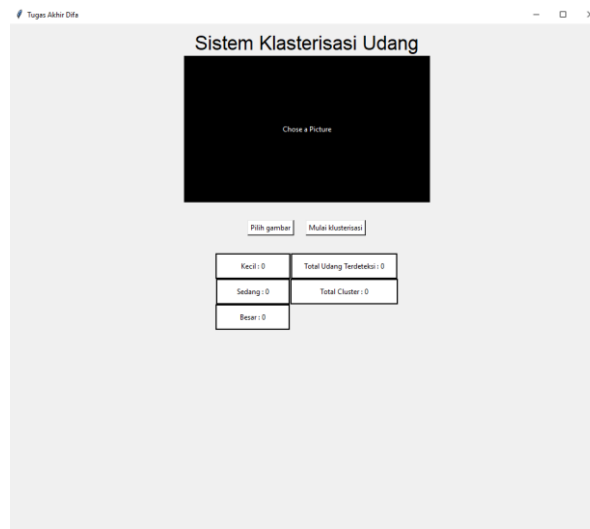 Tugas Akhir Difa
Sistem Klasterisasi Udang
Chose a Picture
Pilih gambar
Mulai klusterisasi
Kecil : 0
Total Udang Terdeteksi : 0
Sedang : 0
Total Cluster : 0
Besar : 0